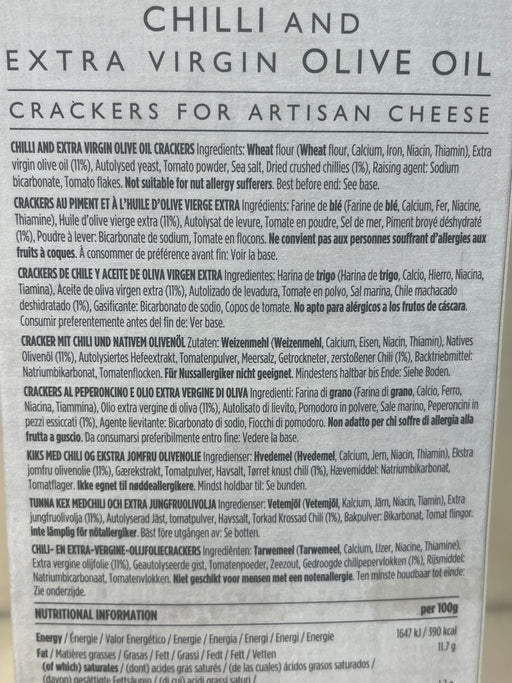 CHILLI AND
EXTRA VIRGIN OLIVE OIL
CRACKERS FOR ARTISAN CHEESE
CHILLI AND EXTRA VIRGIN OLIVE OIL CRACKERS Ingredients: Wheat flour (Wheat flour, Calcium, Iron, Niacin, Thiamin), Extra
virgin olive oil (11%), Autolysed yeast, Tomato powder, Sea salt, Dried crushed chillies (1%), Raising agent: Sodium
bicarbonate, Tomato flakes. Not suitable for nut allergy sufferers. Best before end: See base.
CRACKERS AU PIMENT ET À L'HUILE D'OLIVE VIERGE EXTRA Ingrédients: Farine de blé (Farine de blé, Calcium, Fer, Niacine,
Thiamine), Huile d'olive vierge extra (11%), Autolysat de levure, Tomate en poudre, Sel de mer, Piment broyé déshydraté
(1%), Poudre à lever: Bicarbonate de sodium, Tomate en flocons. Ne convient pas aux personnes souffrant d'allergies aux
fruits à coques. À consommer de préférence avant fin: Voir la base.
CRACKERS DE CHILE Y ACEITE DE OLIVA VIRGEN EXTRA Ingredientes: Harina de trigo (Harina de trigo, Calcio, Hierro, Niacina,
Tiamina), Aceite de oliva virgen extra (11%), Autolizado de levadura, Tomate en polvo, Sal marina, Chile machacado
deshidratado (1%), Gasificante: Bicarbonato de sodio, Copos de tomate. No apto para alérgicos a los frutos de cáscara.
Consumir preferentemente antes del fin de: Ver base.
CRACKER MIT CHILI UND NATIVEM OLIVENÖL Zutaten: Weizenmehl (Weizenmehl, Calcium, Eisen, Niacin, Thiamin), Natives
Olivenöl (11%), Autolysiertes Hefeextrakt, Tomatenpulver, Meersalz, Getrockneter, zerstoßener Chili (1%), Backtriebmittel:
Natriumbikarbonat, Tomatenflocken. Für Nussallergiker nicht geeignet. Mindestens haltbar bis Ende: Siehe Boden.
CRACKERS AL PEPERONCINO E OLIO EXTRA VERGINE DI OLIVA Ingredienti: Farina di grano (Farina di grano, Calcio, Ferro,
Niacina, Tiammina), Olio extra vergine di oliva (11%), Autolisato di lievito, Pomodoro in polvere, Sale marino, Peperoncini in
pezzi essiccati (1%), Agente lievitante: Bicarbonato di sodio, Fiocchi di pomodoro. Non adatto per chi soffre di allergia alla
frutta a guscio. Da consumarsi preferibilmente entro fine: Vedere la base.
KIKS MED CHILI OG EKSTRA JOMFRU OLIVENOLIE Ingredienser: Hvedemel (Hvedemel, Kalcium, Jern, Niacin, Thiamin), Ekstra
jomfru olivenolie (11%), Gærekstrakt, Tomatpulver, Havsalt, Tørret knust chili (1%), Hævemiddel: Natriumbikarbonat,
Tomatflager. Ikke egnet til nøddeallergikere. Mindst holdbar til: Se bunden.
TUNNA KEX MEDCHILI OCH EXTRA JUNGFRUOLIVOLJA Ingredienser: Vetemjöl (Vetemjöl, Kalcium, Järn, Niacin, Tiamin), Extra
jungfruolivolja (11%), Autolyserad Jäst, tomatpulver, Havssalt, Torkad Krossad Chili (1%), Bakpulver: Bikarbonat, Tomat flingor.
inte lämplig för nötallergiker. Bäst före utgången av: Se botten.
CHILI- EN EXTRA-VERGINE-OLIJFOLIECRACKERS Ingrediënten: Tarwemeel (Tarwemeel, Calcium, IJzer, Niacine, Thiamine),
Extra vergine olijfolie (11%), Geautolyseerde gist, Tomatenpoeder, Zeezout, Gedroogde chilipepervlokken (1%), Rijsmiddel:
Natriumbicarbonaat, Tomatenvlokken. Niet geschikt voor mensen met een notenallergie. Ten minste houdbaar tot einde:
Zie onderzijde.
NUTRITIONAL INFORMATION per 100g
Energy / Énergie / Valor Energético / Energie / Energia / Energi / Energi / Energie 1647 kJ / 390 kcal
Fat / Matières grasses / Grasas / Fett / Grassi / Fedt / Fett / Vetten 11.7 g
(of which) saturates / (dont) acides gras saturés / (de las cuales) ácidos grasos saturados /
(davon) gesättigte Fettsäuren / (di cui) acidi grassi saturi /